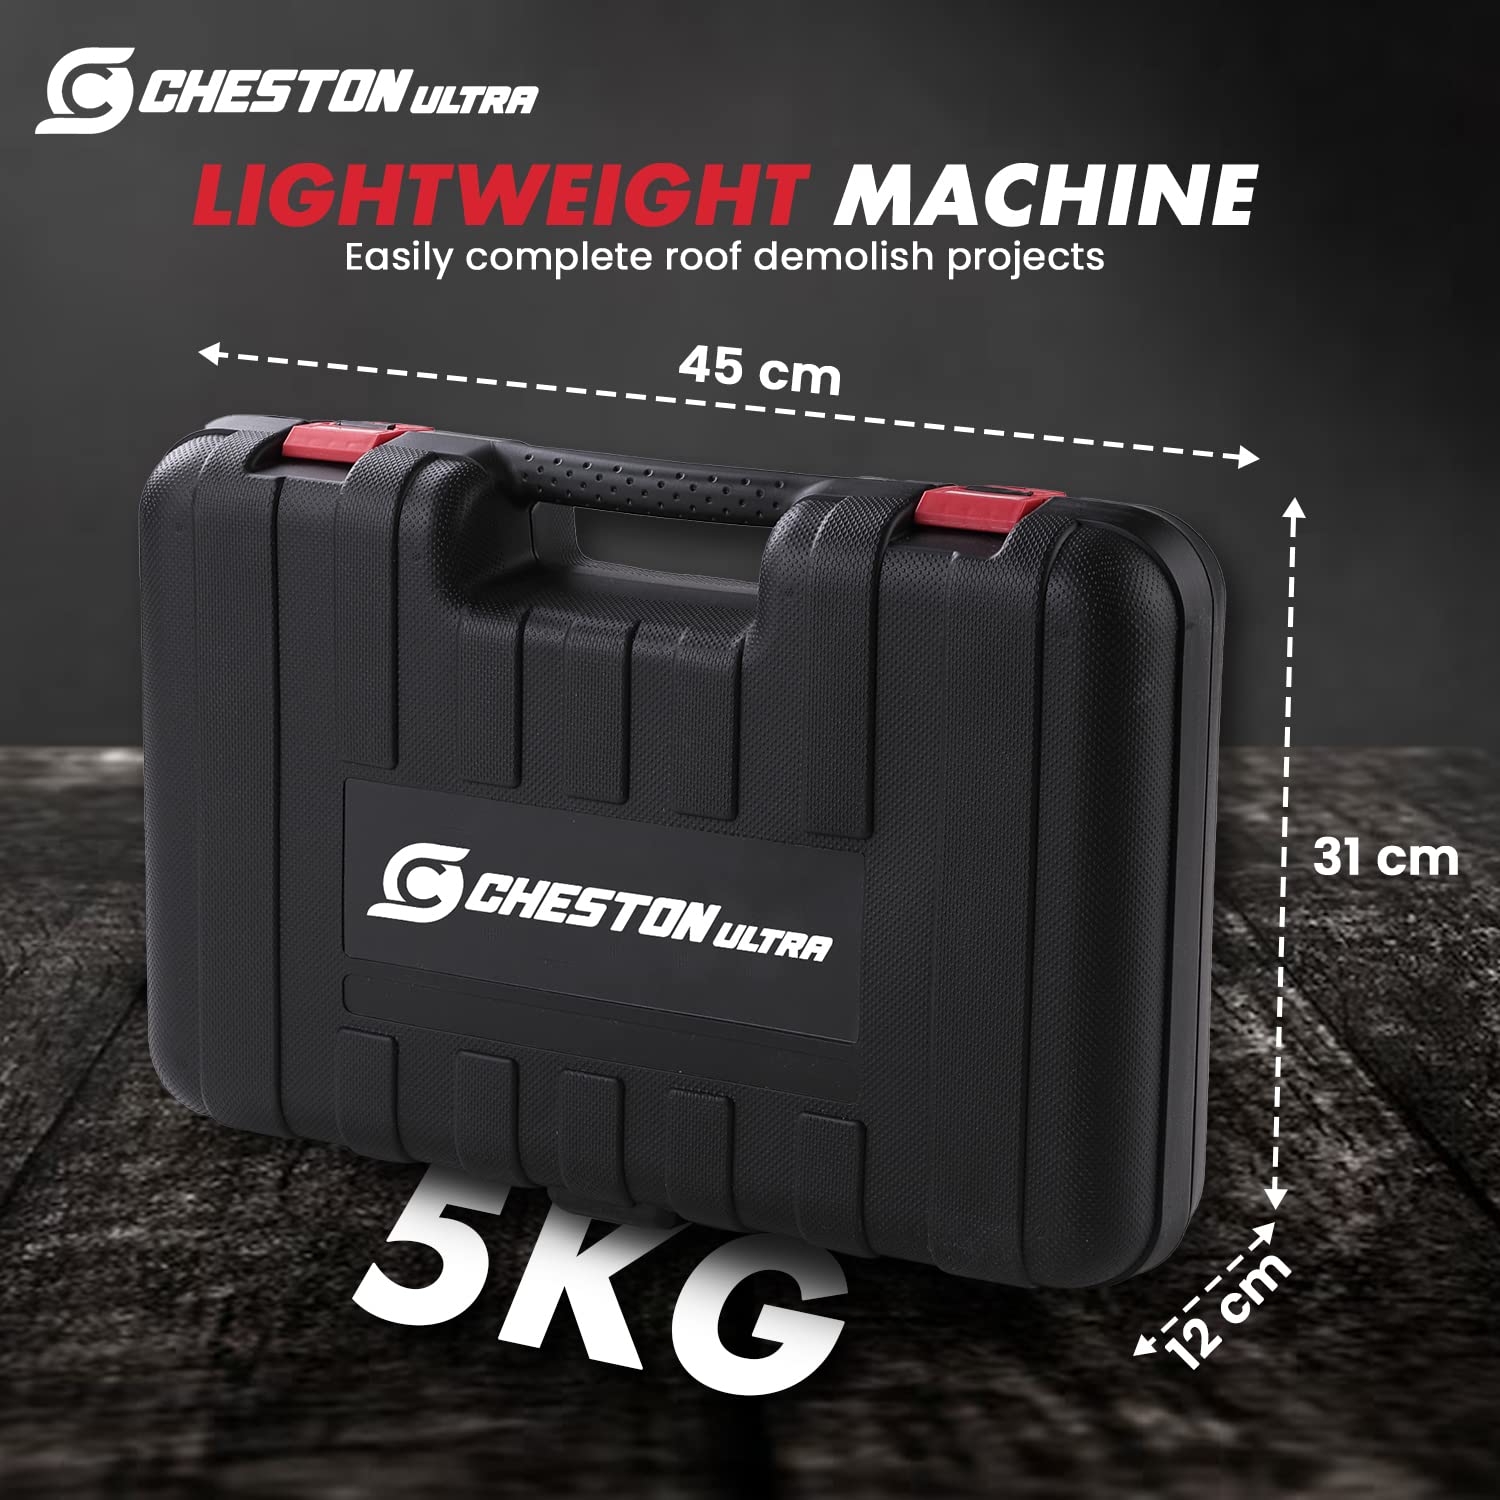 CHESTON ULTRA
LIGHTWEIGHT MACHINE
Easily complete roof demolish projects
45 cm
31 cm
CHESTON ULTRA
5KG
12 cm